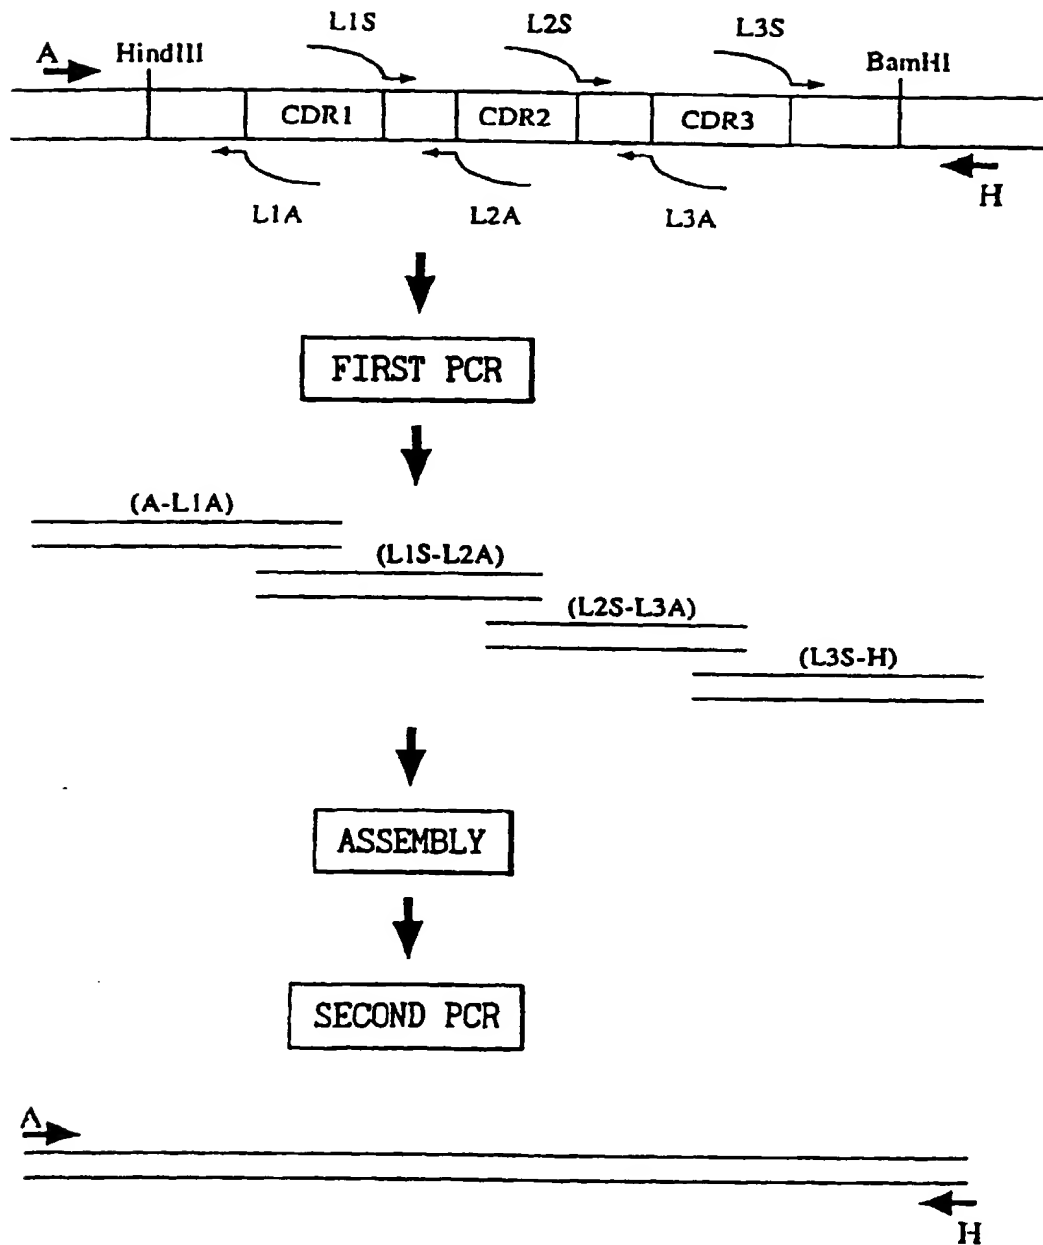 L1S L2S L3S
A HindIII BamHI
CDR1 CDR2 CDR3
L1A L2A L3A H
FIRST PCR
(A-L1A)
(L1S-L2A)
(L2S-L3A)
(L3S-H)
ASSEMBLY
SECOND PCR
A
H